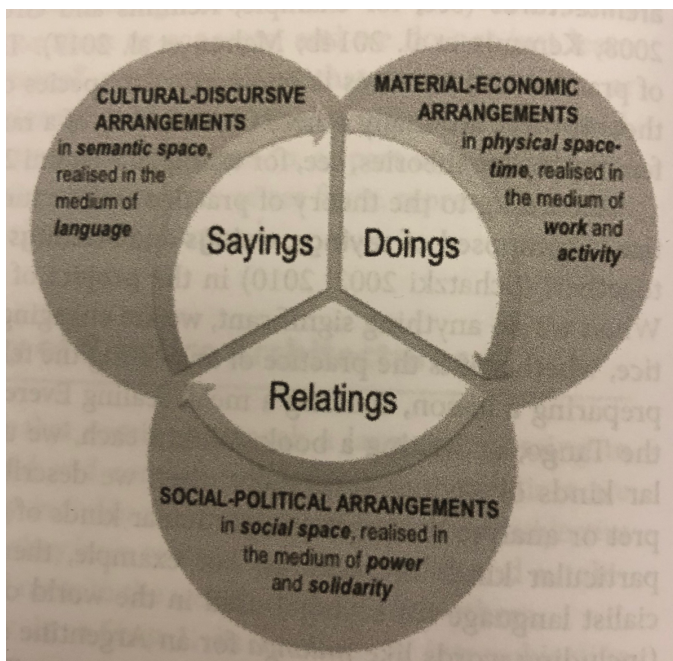 CULTURAL-DISCURSIVE
ARRANGEMENTS
in semantic space,
realised in the
medium of
language
MATERIAL-ECONOMIC
ARRANGEMENTS
in physical space-
time, realised in
the medium of
work and
activity
Sayings
Doings
Relatings
SOCIAL-POLITICAL ARRANGEMENTS
in social space, realised in
the medium of power
and solidarity